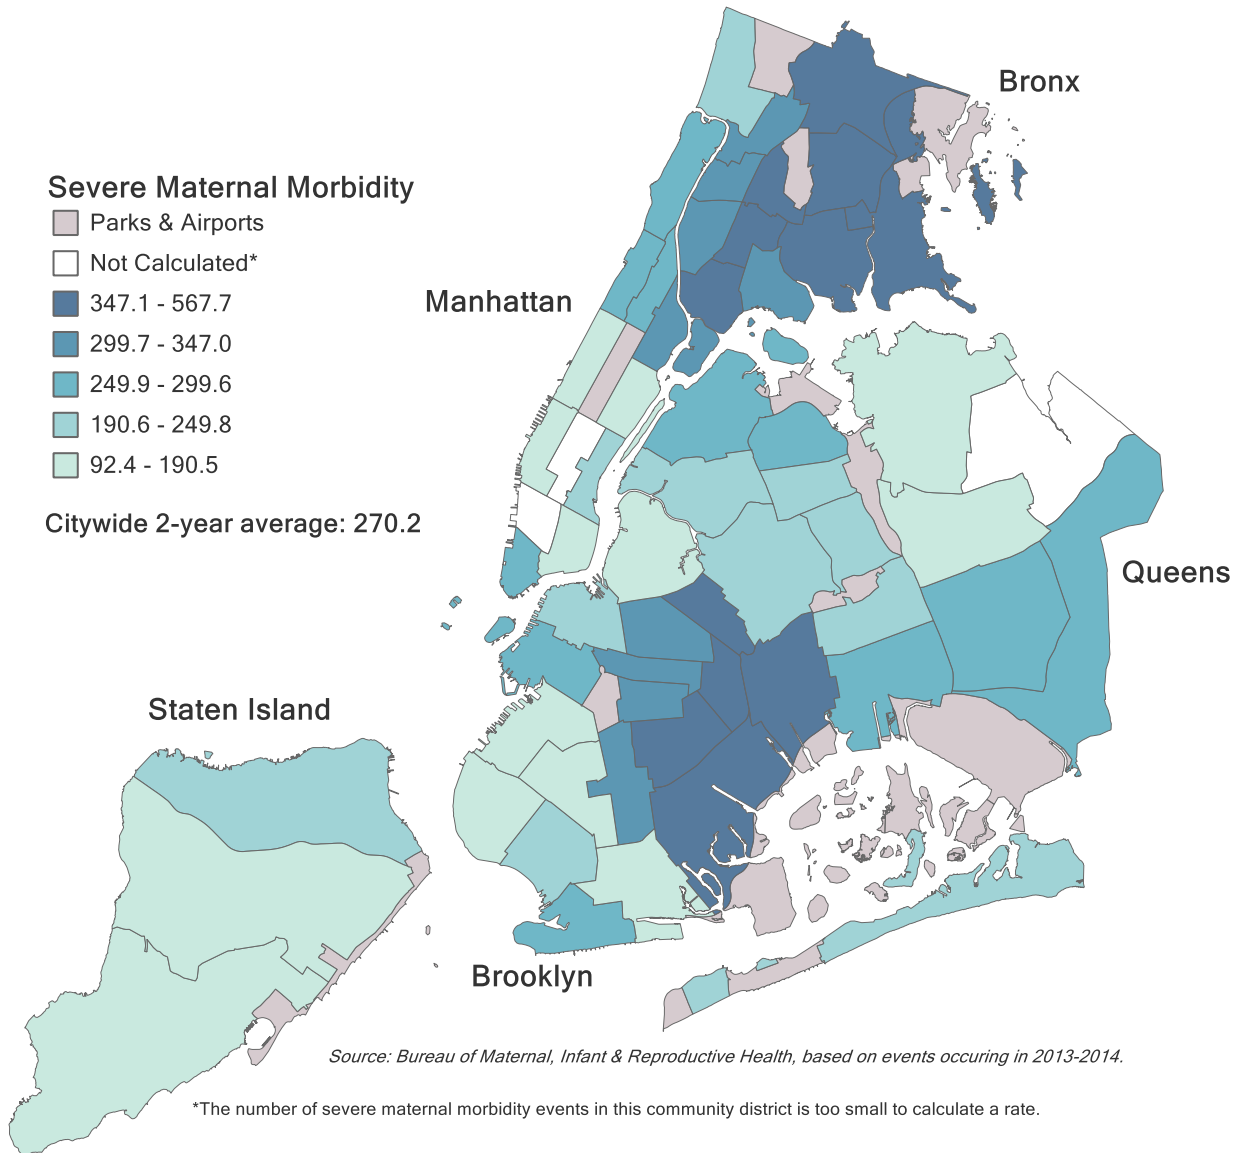 Bronx
Severe Maternal Morbidity
Parks & Airports
Not Calculated*
347.1 - 567.7
299.7 - 347.0
249.9 - 299.6
190.6 - 249.8
92.4 - 190.5
Citywide 2-year average: 270.2
Manhattan
Queens
Staten Island
Brooklyn
Source: Bureau of Maternal, Infant & Reproductive Health, based on events occuring in 2013-2014.
*The number of severe maternal morbidity events in this community district is too small to calculate a rate.